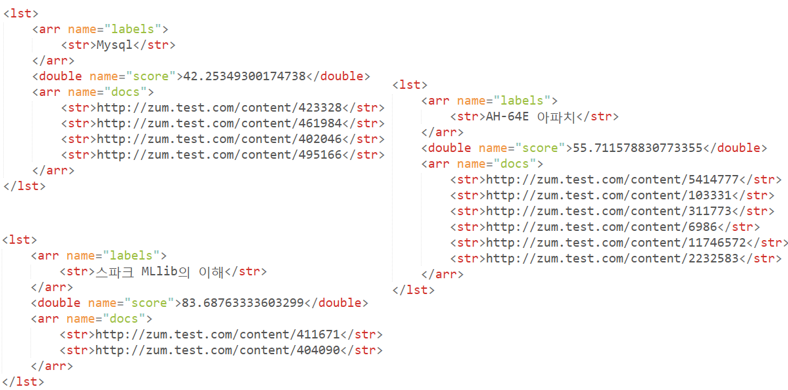 <lst>
<arr name="labels">
<str>Mysql</str>
</arr>
<double name="score">42.25349300174738</double>
<arr name="docs">
<str>http://zum.test.com/content/423328</str>
<str>http://zum.test.com/content/461984</str>
<str>http://zum.test.com/content/402046</str>
<str>http://zum.test.com/content/495166</str>
</arr>
</lst>
<lst>
<arr name="labels">
<str>스파크 MLlib의 이해</str>
</arr>
<double name="score">83.68763333603299</double>
<arr name="docs">
<str>http://zum.test.com/content/411671</str>
<str>http://zum.test.com/content/404090</str>
</arr>
</lst>
<lst>
<arr name="labels">
<str>AH-64E 아파치</str>
</arr>
<double name="score">55.711578830773355</double>
<arr name="docs">
<str>http://zum.test.com/content/5414777</str>
<str>http://zum.test.com/content/103331</str>
<str>http://zum.test.com/content/311773</str>
<str>http://zum.test.com/content/6986</str>
<str>http://zum.test.com/content/11746572</str>
<str>http://zum.test.com/content/2232583</str>
</arr>
</lst>